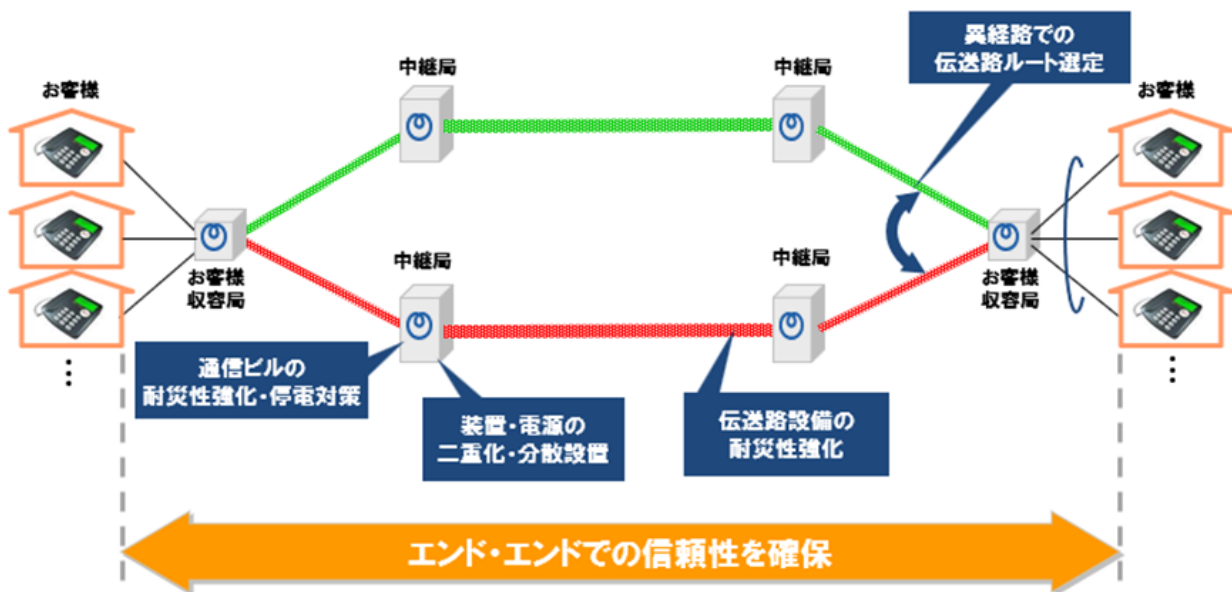 異経路での
伝送路ルート選定
中継局
中継局
お客様
お客様
お客様
収容局
中継局
中継局
お客様
収容局
通信ビルの
耐災性強化・停電対策
装置・電源の
二重化・分散設置
伝送路設備の
耐災性強化
エンド・エンドでの信頼性を確保